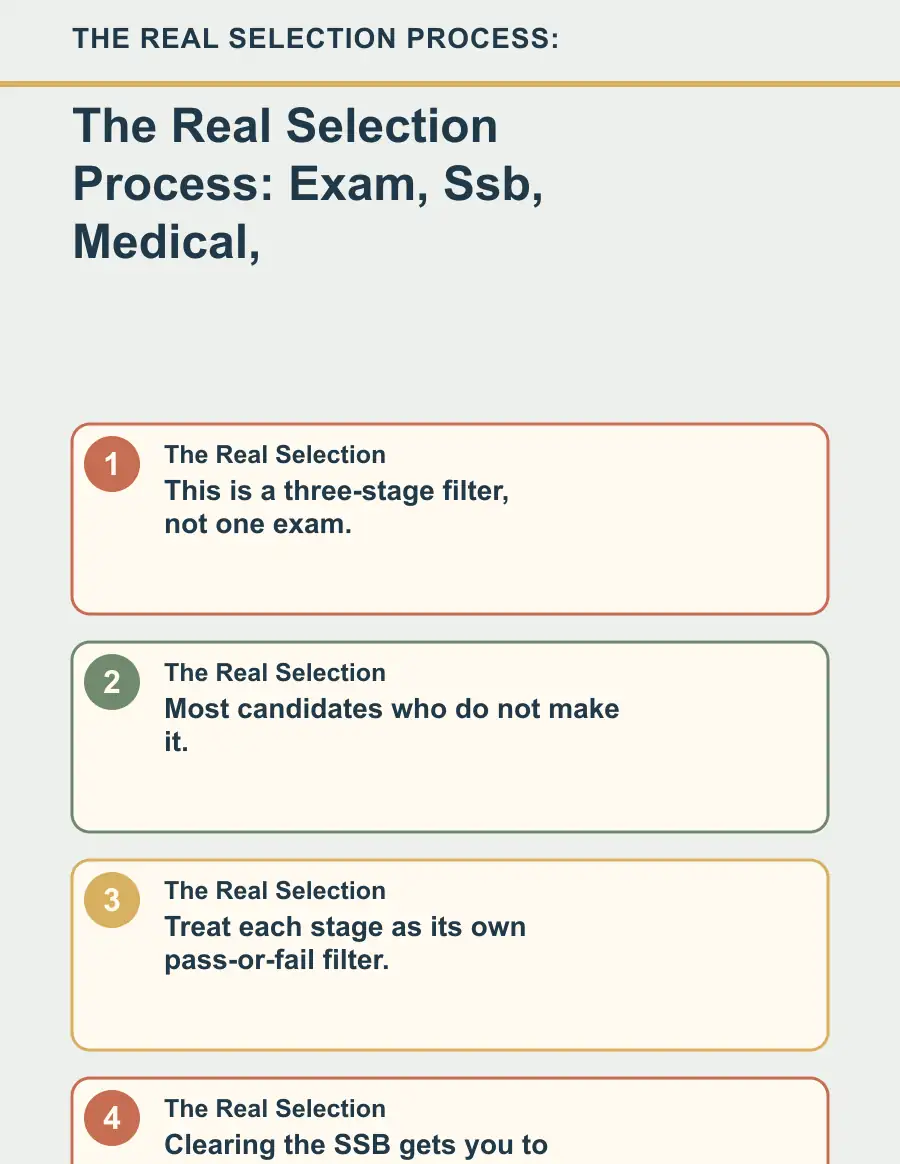 THE REAL SELECTION PROCESS:
The Real Selection
Process: Exam, Ssb,
Medical,
1
The Real Selection
This is a three-stage filter,
not one exam.
2
The Real Selection
Most candidates who do not make
it.
3
The Real Selection
Treat each stage as its own
pass-or-fail filter.
4
The Real Selection
Clearing the SSB gets you to